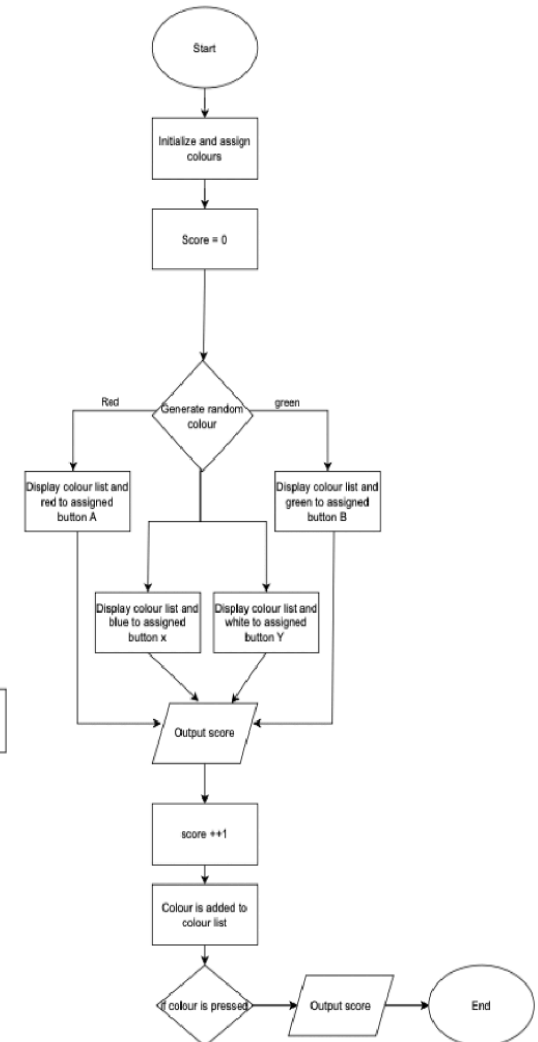 Start
Initialize and assign
colours
Score = 0
Generate random
colour
Red
green
Display colour list and
red to assigned
button A
Display colour list and
green to assigned
button B
Display colour list and
blue to assigned
button x
Display colour list and
white to assigned
button Y
Output score
score ++1
Colour is added to
colour list
If colour is pressed
Output score
End